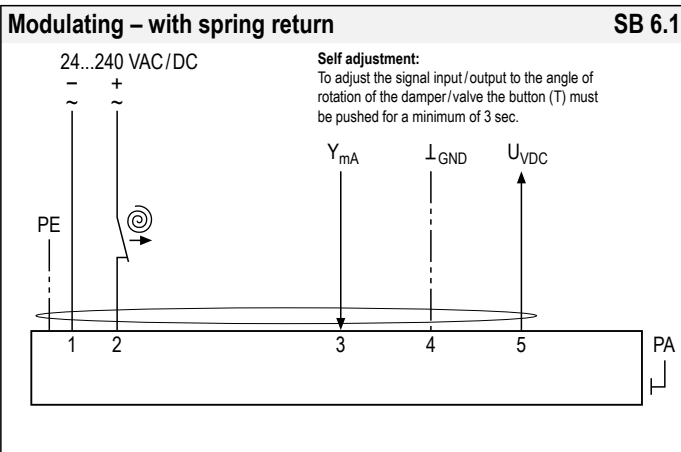 Modulating – with spring return SB 6.1
24...240 VAC/DC
– +
~ ~
Self adjustment:
To adjust the signal input/output to the angle of
rotation of the damper/valve the button (T) must
be pushed for a minimum of 3 sec.
YmA ⊥GND UVDC
PE
1 2 3 4 5 PA